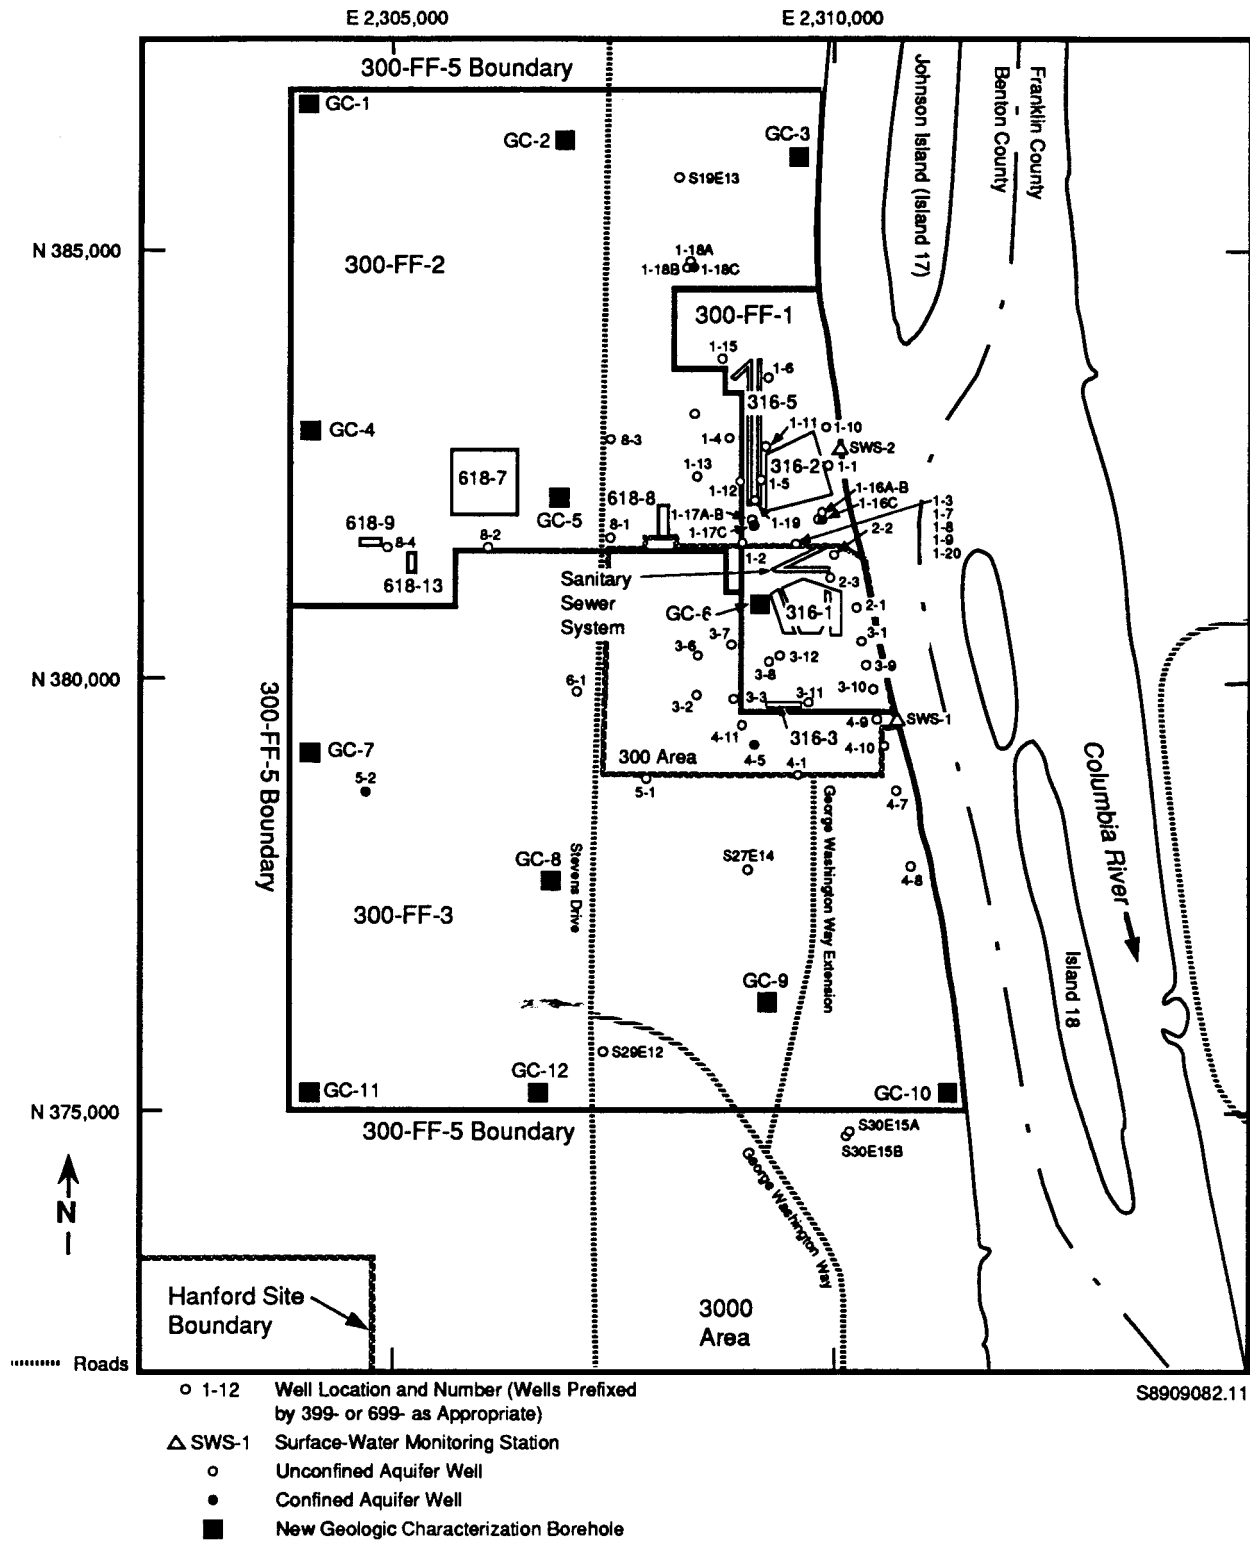 E 2,305,000
E 2,310,000
300-FF-5 Boundary
GC-1
GC-2
GC-3
S19E13
Johnson Island (Island 17)
Benton County
Franklin County
N 385,000
300-FF-2
1-18A
1-18B
1-18C
300-FF-1
1-15
1-6
316-5
1-11
1-10
GC-4
8-3
1-4
SWS-2
316-2
1-1
618-7
1-13
1-12
1-5
1-16A-B
1-16C
GC-5
618-8
1-17A-B
1-19
1-3
1-7
1-8
1-9
1-20
2-2
618-9
8-4
8-2
8-1
1-17C
1-2
618-13
Sanitary
Sewer
System
2-3
GC-6
316-1
2-1
3-1
3-7
3-6
3-12
3-8
3-9
N 380,000
6-1
3-2
3-3
3-11
3-10
4-9
SWS-1
4-11
316-3
4-10
300-FF-5 Boundary
GC-7
300 Area
4-5
4-1
5-2
5-1
4-7
Columbia River
George Washington Way Extension
Stevens Drive
GC-8
S27E14
4-8
300-FF-3
Island 18
GC-9
S29E12
GC-11
GC-12
GC-10
N 375,000
300-FF-5 Boundary
S30E15A
S30E15B
George Washington Way
N
Hanford Site
Boundary
3000
Area
Roads
1-12 Well Location and Number (Wells Prefixed
by 399- or 699- as Appropriate)
S8909082.11
SWS-1 Surface-Water Monitoring Station
Unconfined Aquifer Well
Confined Aquifer Well
New Geologic Characterization Borehole